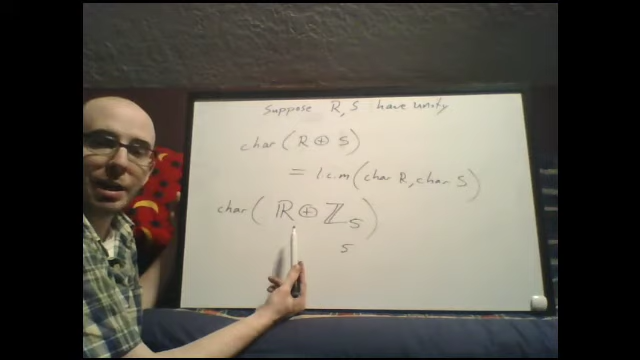 Suppose R, S have unity
char ( R ⊕ S )
= lcm ( char R, char S )
char ( ℝ ⊕ ℤ₅ )
5